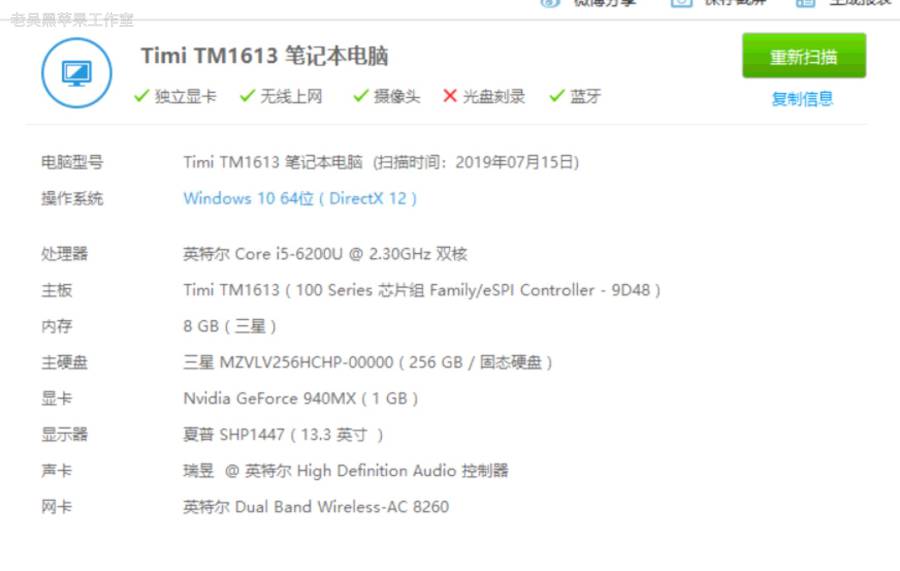 微博分享 保存截屏 生成报表
老吴黑苹果工作室
Timi TM1613 笔记本电脑
重新扫描
独立显卡 无线上网 摄像头 光盘刻录 蓝牙
复制信息
电脑型号 Timi TM1613 笔记本电脑 (扫描时间：2019年07月15日)
操作系统 Windows 10 64位 ( DirectX 12 )
处理器 英特尔 Core i5-6200U @ 2.30GHz 双核
主板 Timi TM1613 ( 100 Series 芯片组 Family/eSPI Controller - 9D48 )
内存 8 GB ( 三星 )
主硬盘 三星 MZVLV256HCHP-00000 ( 256 GB / 固态硬盘 )
显卡 Nvidia GeForce 940MX ( 1 GB )
显示器 夏普 SHP1447 ( 13.3 英寸 )
声卡 瑞昱 @ 英特尔 High Definition Audio 控制器
网卡 英特尔 Dual Band Wireless-AC 8260